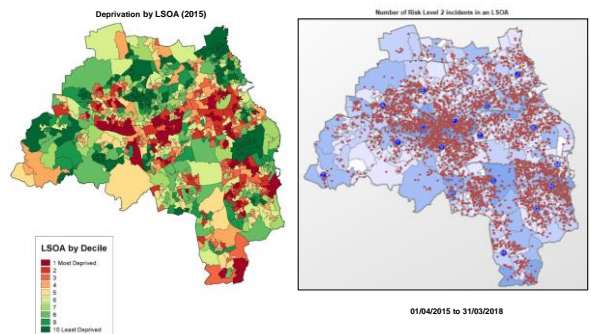 Deprivation by LSOA (2015)
LSOA by Decile
1 Most Deprived
2
3
4
5
6
7
8
9
10 Least Deprived
Number of Risk Level 2 incidents in an LSOA
01/04/2015 to 31/03/2018